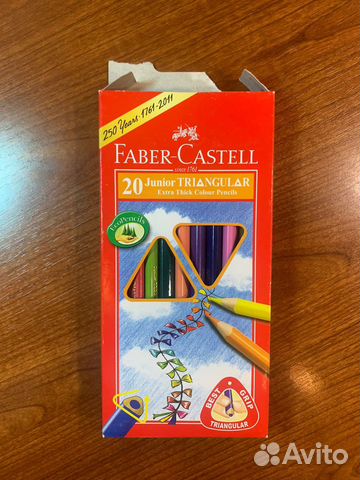 250 Years · 1761-2011
FABER-CASTELL
since 1761
20 Junior TRIANGULAR
Extra Thick Colour Pencils
EcoPencils
BEST GRIP
TRIANGULAR
Avito